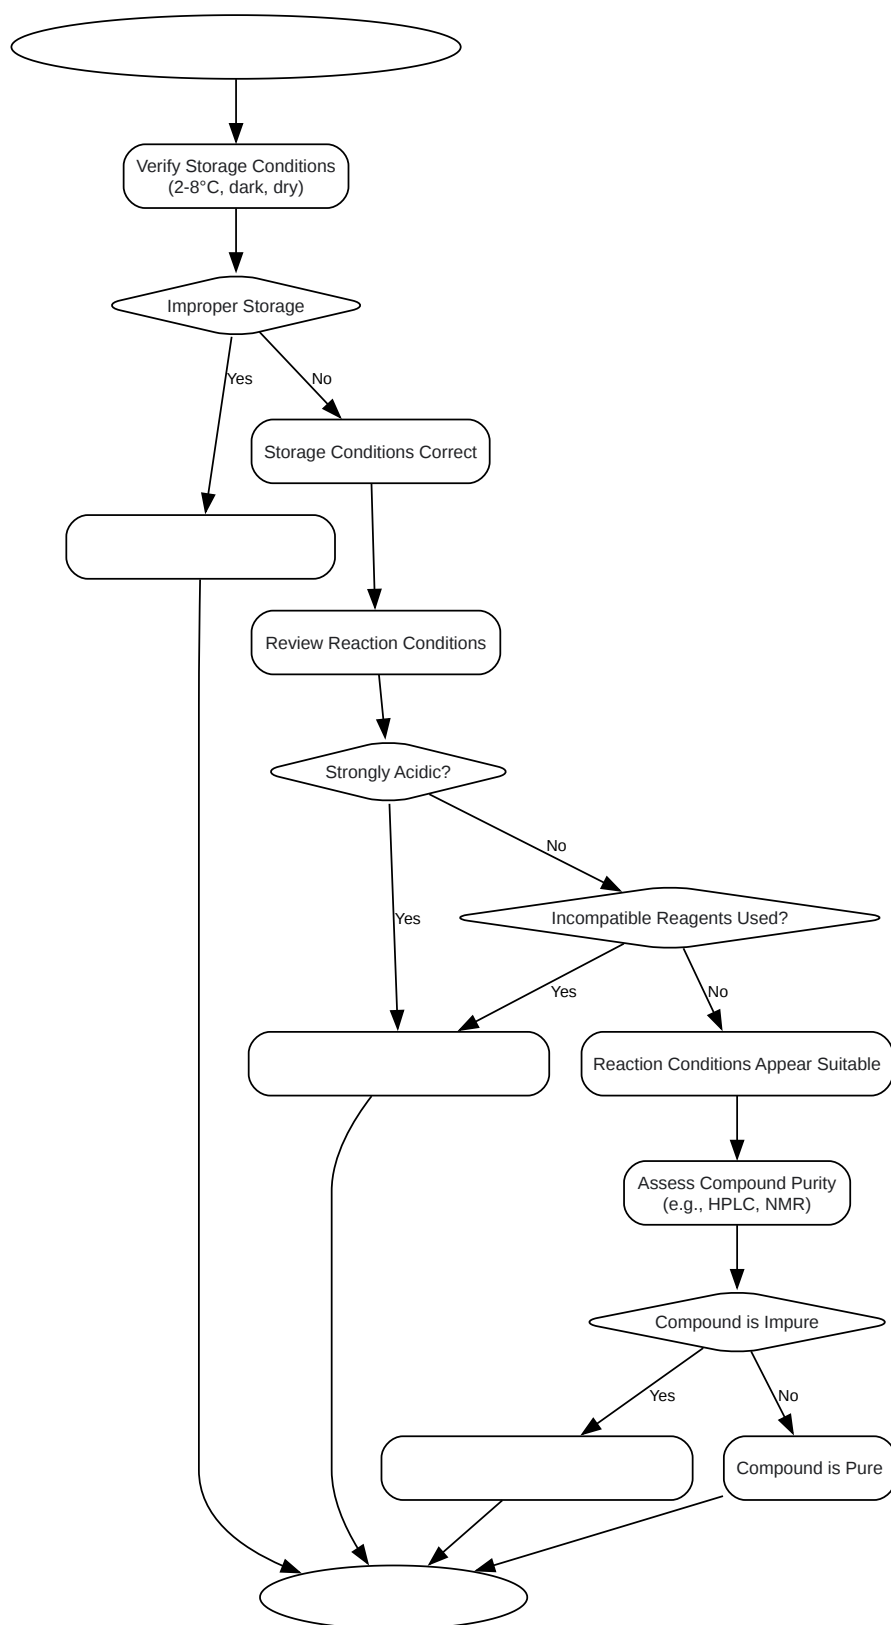 Verify Storage Conditions
(2-8°C, dark, dry)
Improper Storage
Yes
No
Storage Conditions Correct
Review Reaction Conditions
Strongly Acidic?
No
Yes
Incompatible Reagents Used?
Yes
No
Reaction Conditions Appear Suitable
Assess Compound Purity
(e.g., HPLC, NMR)
Compound is Impure
Yes
No
Compound is Pure